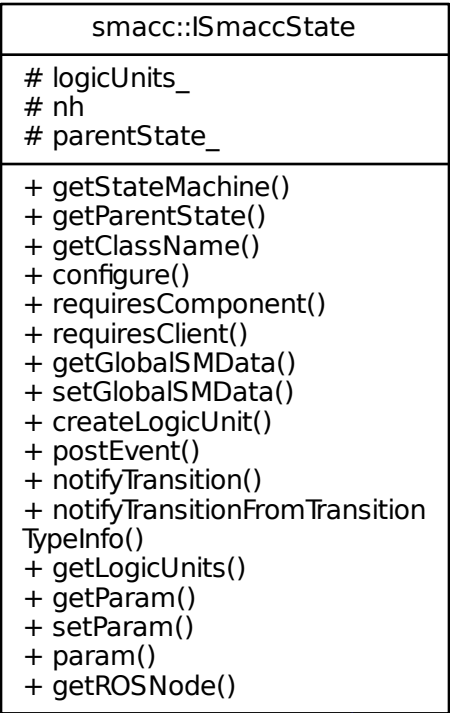 smacc::ISmaccState
# logicUnits_
# nh
# parentState_
+ getStateMachine()
+ getParentState()
+ getClassName()
+ configure()
+ requiresComponent()
+ requiresClient()
+ getGlobalSMData()
+ setGlobalSMData()
+ createLogicUnit()
+ postEvent()
+ notifyTransition()
+ notifyTransitionFromTransition
TypeInfo()
+ getLogicUnits()
+ getParam()
+ setParam()
+ param()
+ getROSNode()